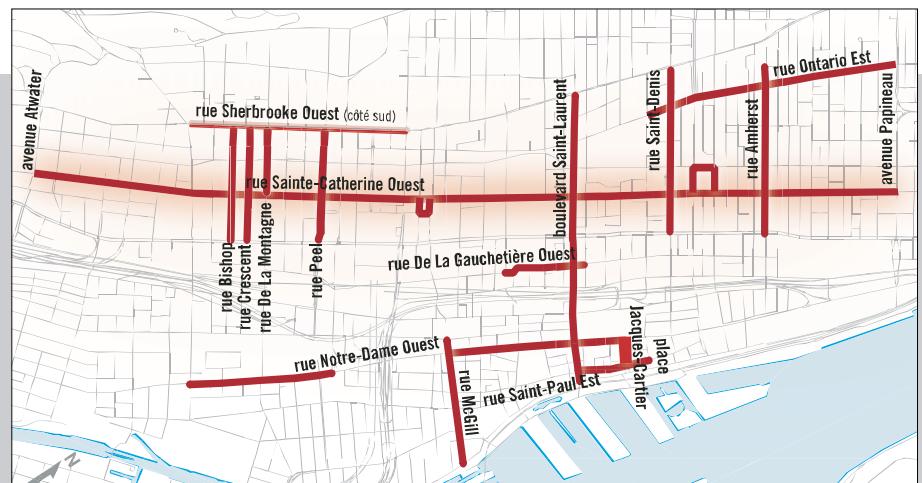 avenue Atwater
rue Sherbrooke Ouest (côté sud)
boulevard Saint-Laurent
rue Saint-Denis
rue Amherst
rue Ontario Est
avenue Papineau
rue Sainte-Catherine Ouest
rue Bishop
rue Crescent
rue De La Montagne
rue Peel
rue De La Gauchetière Ouest
rue Notre-Dame Ouest
rue McGill
rue Saint-Paul Est
place
Jacques-Cartier
N